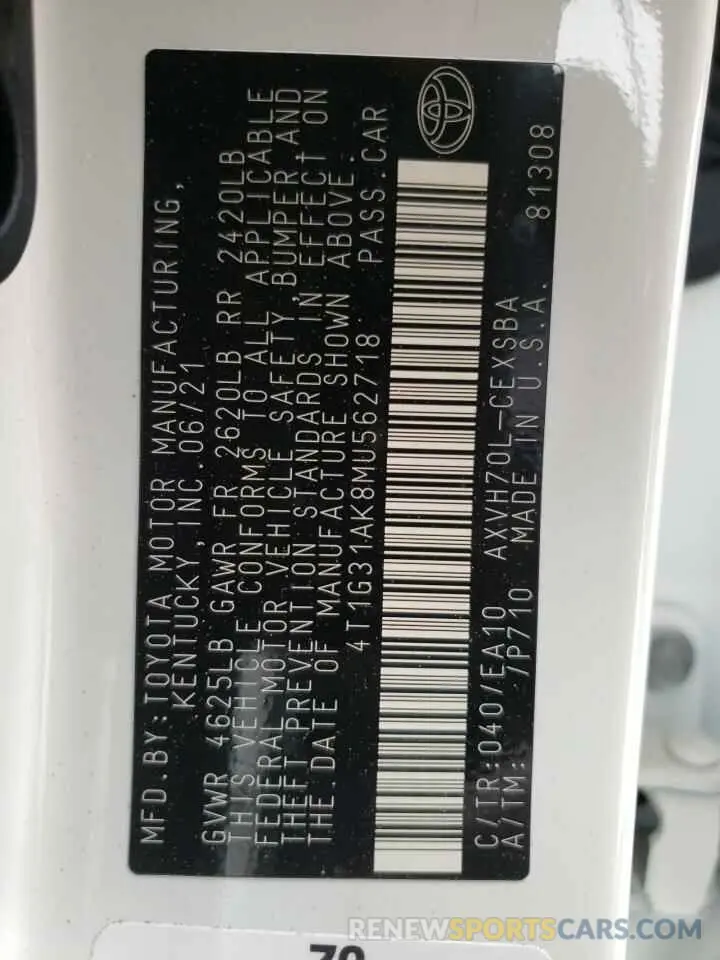 MFD.BY:TOYOTA MOTOR MANUFACTURING,
KENTUCKY,INC.06/21
GVWR 4625LB GAWR FR 2620LB RR 2420LB
THIS VEHICLE CONFORMS TO ALL APPLICABLE
FEDERAL MOTOR VEHICLE SAFETY,BUMPER,AND
THEFT PREVENTION STANDARDS IN EFFECT ON
THE.DATE OF MANUFACTURE SHOWN ABOVE.
4T1G31AK8MU562718 PASS.CAR
C/TR:040/EA10 AXVH70L-CEXSBA
A/TM: /P710 MADE IN U.S.A. 81308
70
RENEWSPORTSCARS.COM